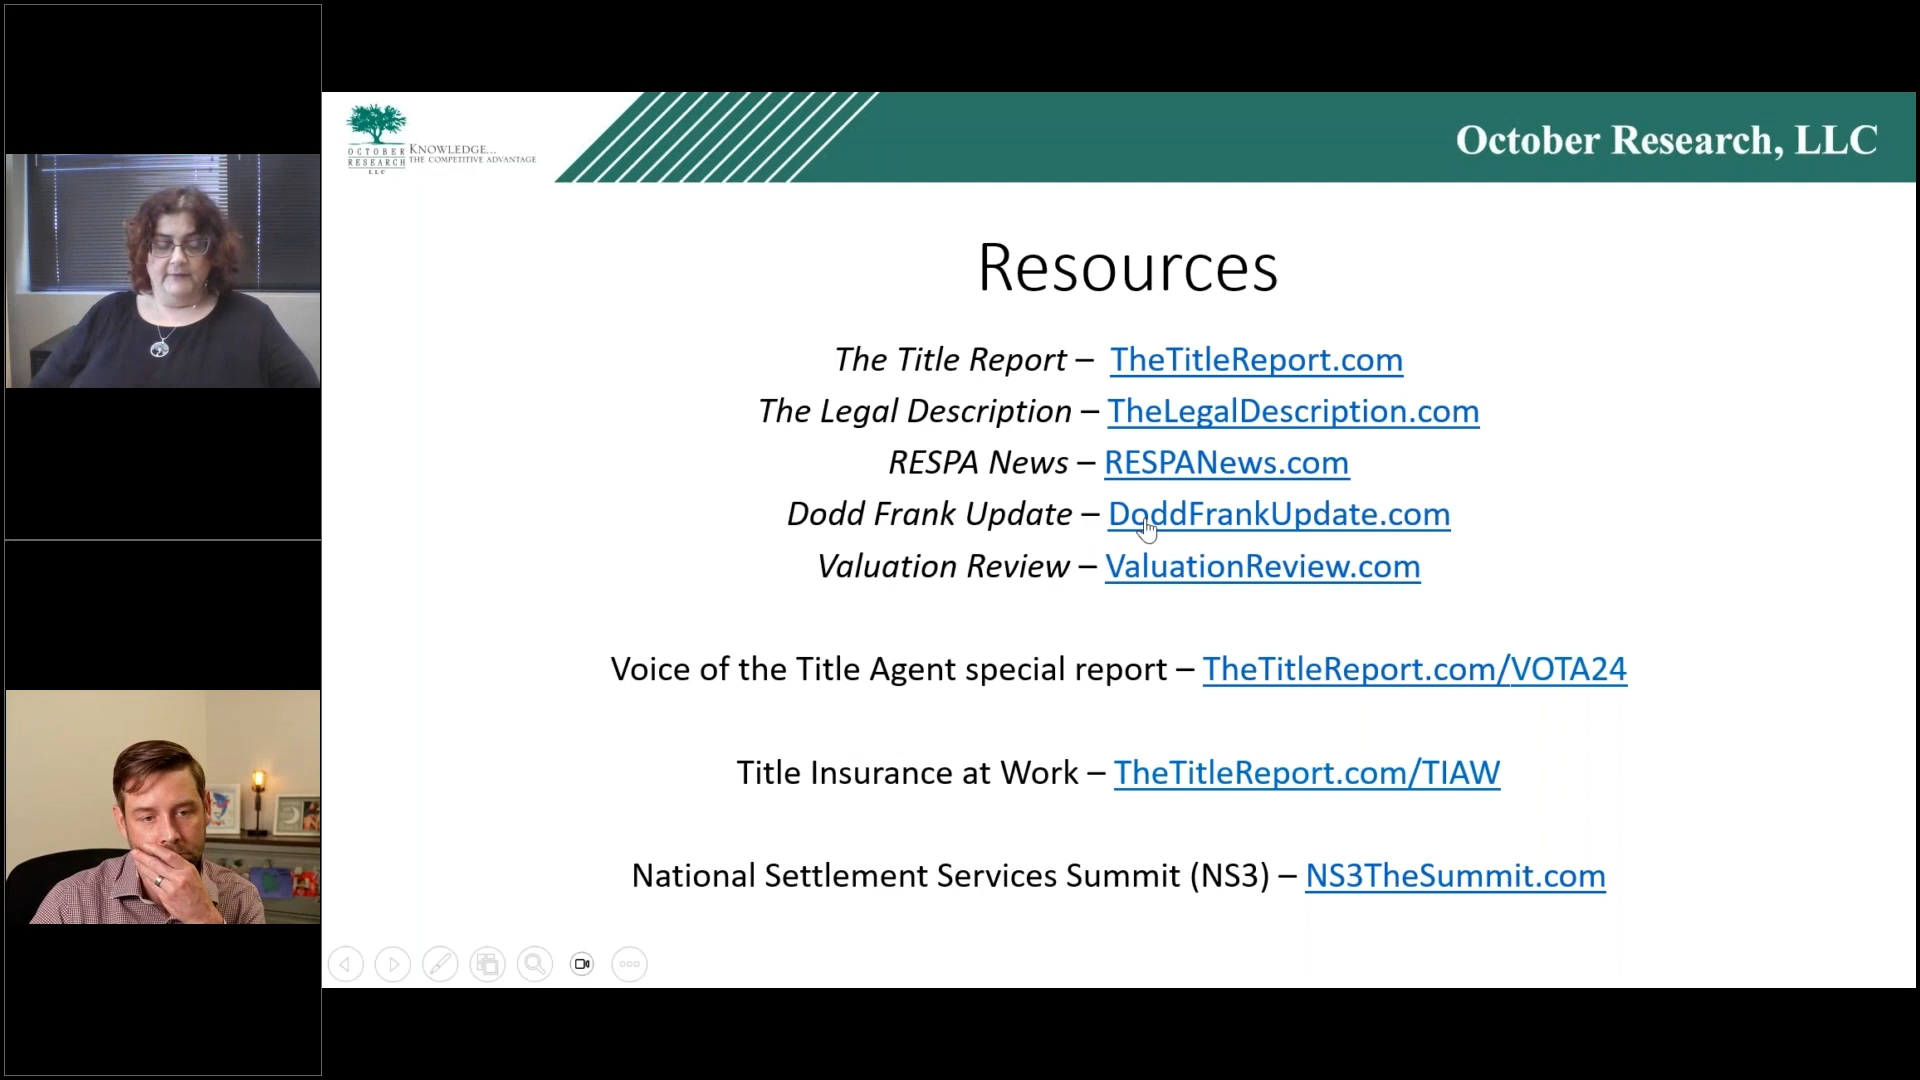 OCTOBER
RESEARCH
LLC
KNOWLEDGE...
THE COMPETITIVE ADVANTAGE
October Research, LLC
Resources
The Title Report – TheTitleReport.com
The Legal Description – TheLegalDescription.com
RESPA News – RESPANews.com
Dodd Frank Update – DoddFrankUpdate.com
Valuation Review – ValuationReview.com
Voice of the Title Agent special report – TheTitleReport.com/VOTA24
Title Insurance at Work – TheTitleReport.com/TIAW
National Settlement Services Summit (NS3) – NS3TheSummit.com